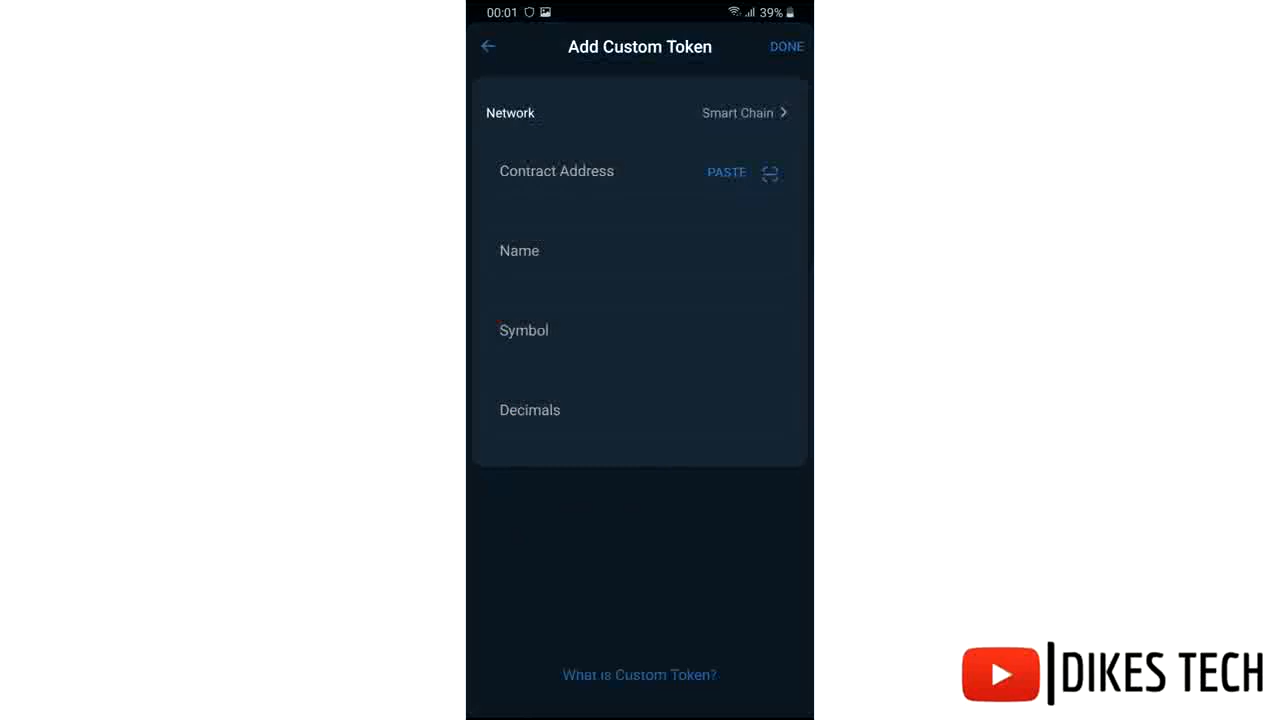 00:01 39%
Add Custom Token DONE
Network Smart Chain
Contract Address PASTE
Name
Symbol
Decimals
What is Custom Token?
DIKES TECH